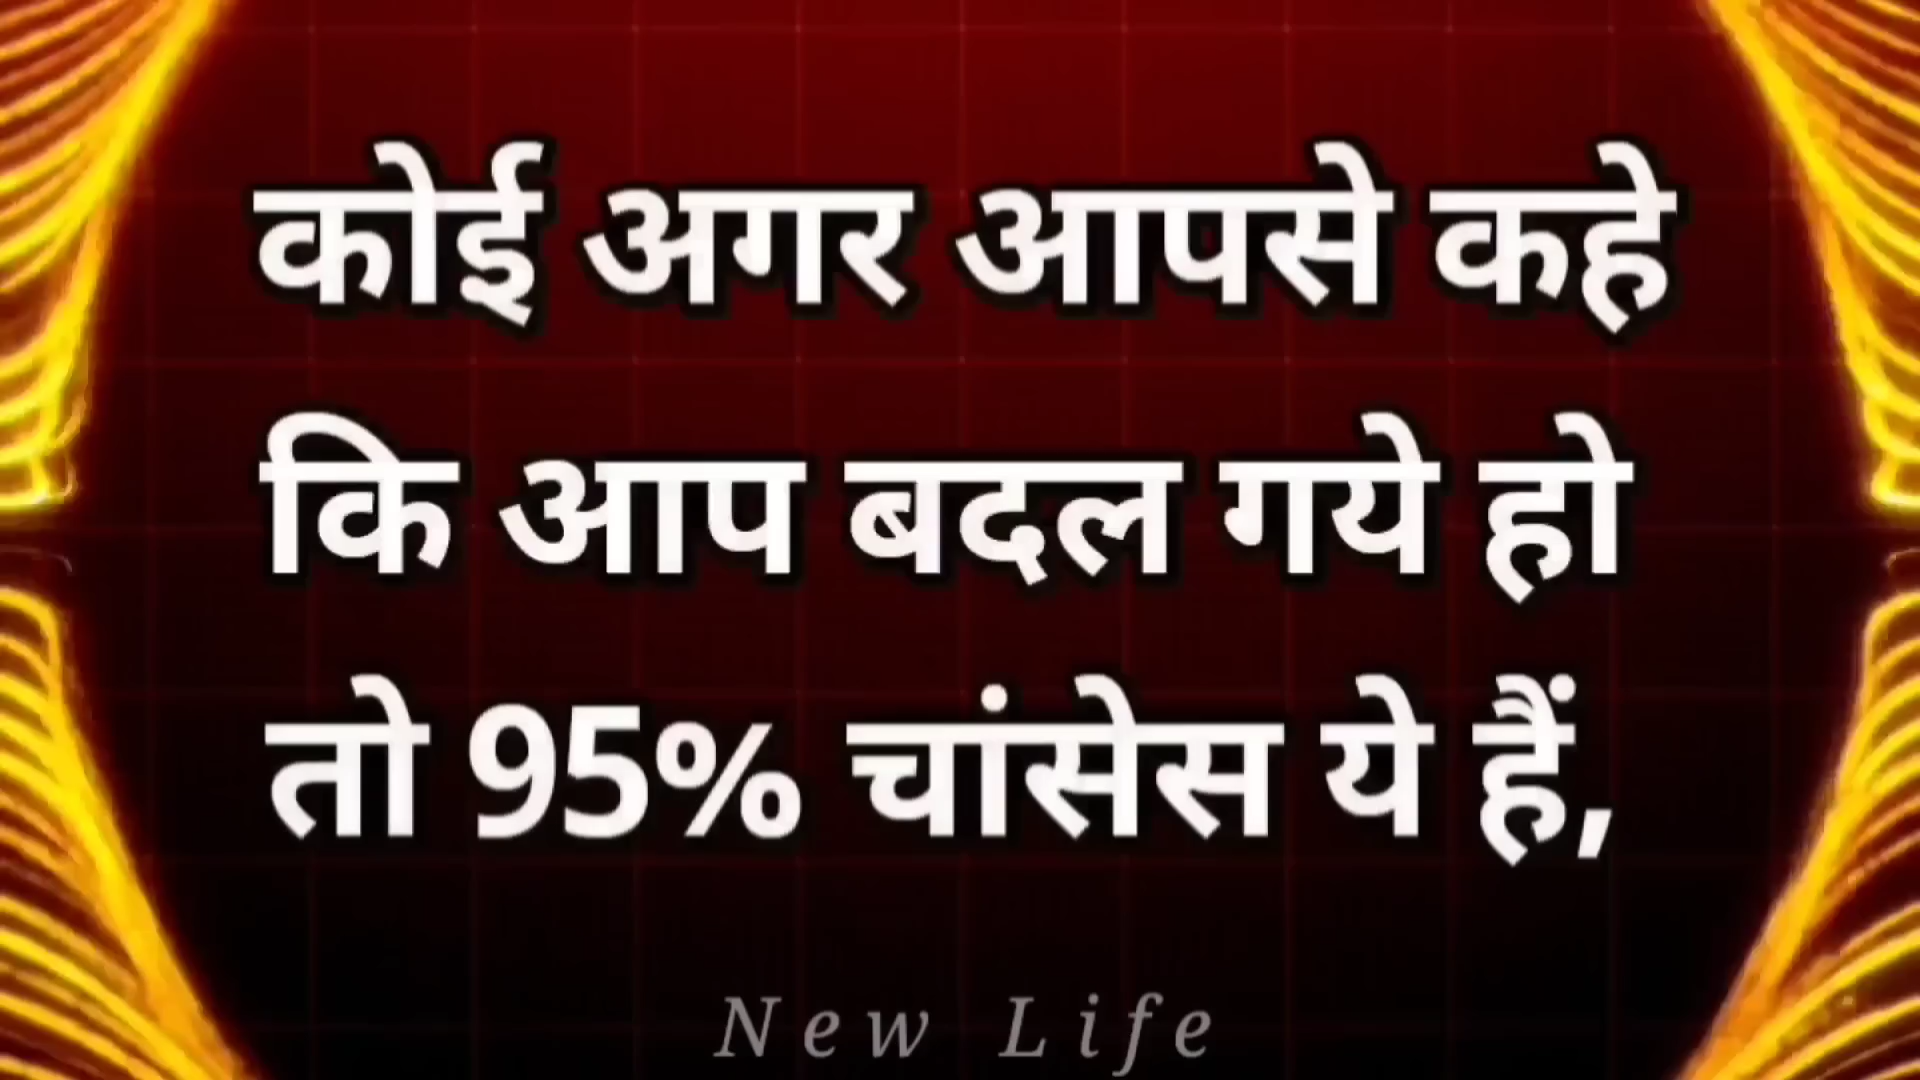 कोई अगर आपसे कहे
कि आप बदल गये हो
तो 95% चांसेस ये हैं,
New Life